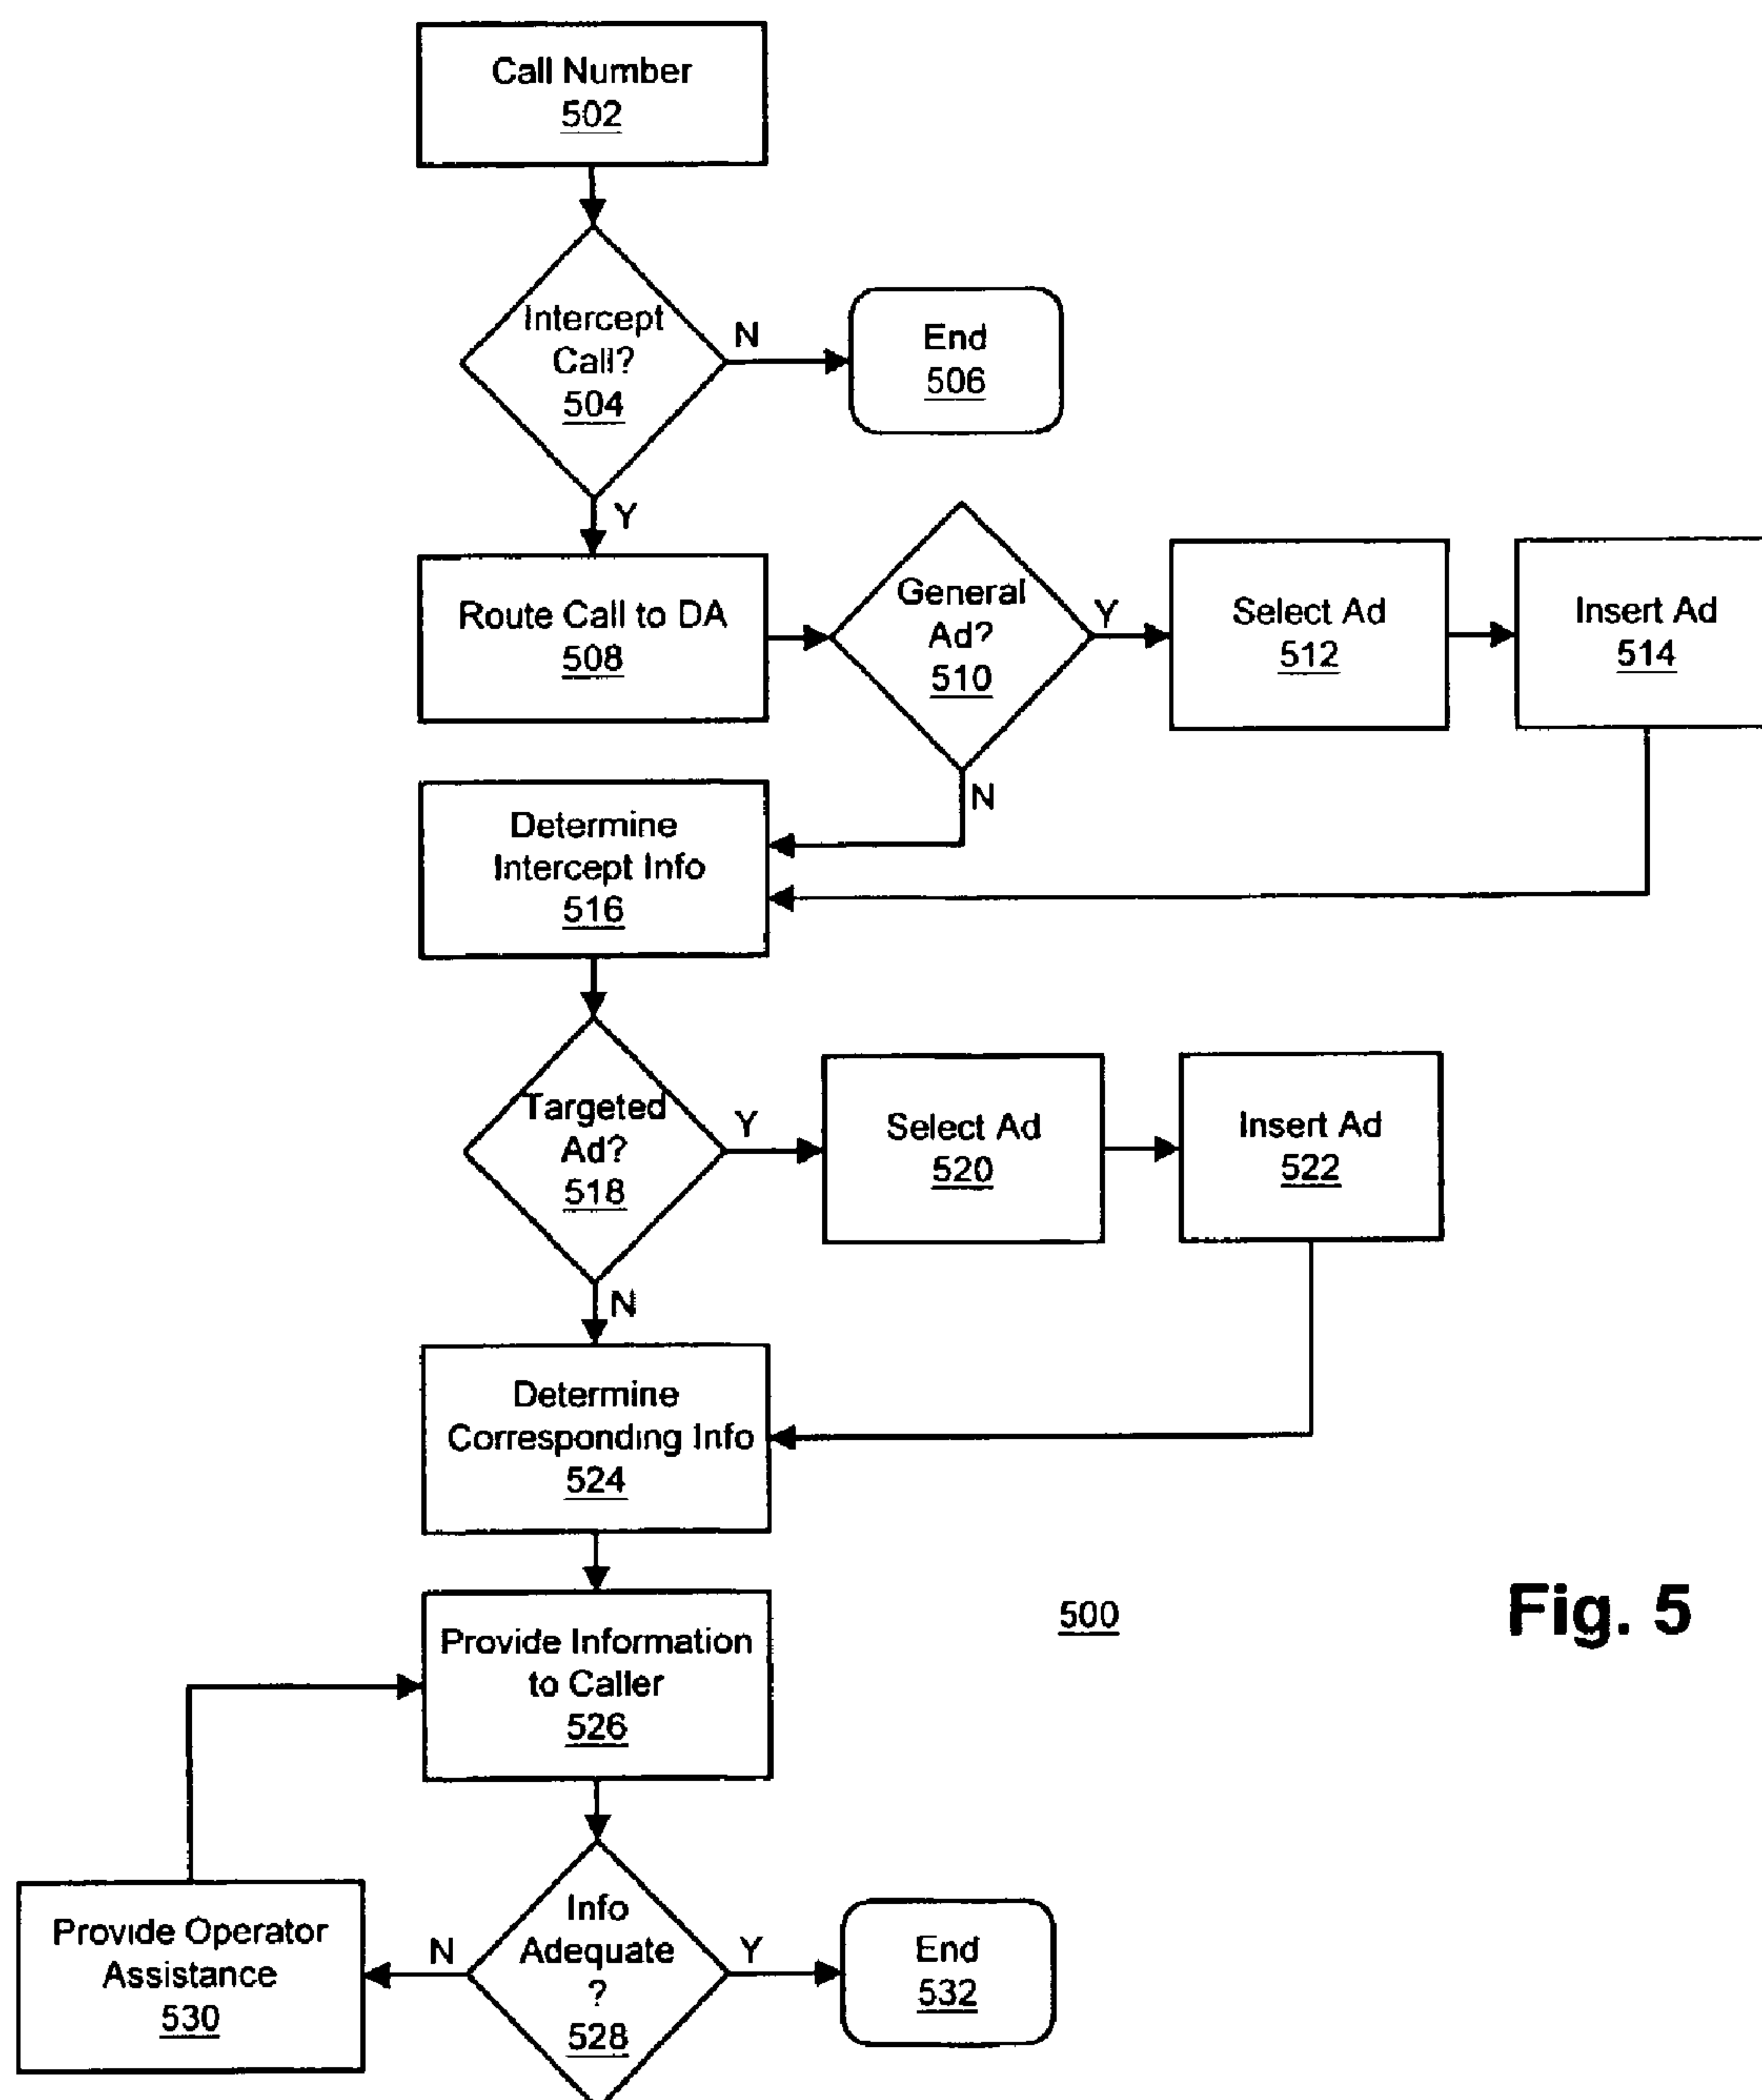 Call Number
502
Intercept
Call?
504
N
End
506
Y
Route Call to DA
508
General
Ad?
510
Y
Select Ad
512
Insert Ad
514
N
Determine
Intercept Info
516
Targeted
Ad?
518
Y
Select Ad
520
Insert Ad
522
N
Determine
Corresponding Info
524
Provide Information
to Caller
526
500
Fig. 5
Info
Adequate
?
528
N
Provide Operator
Assistance
530
Y
End
532